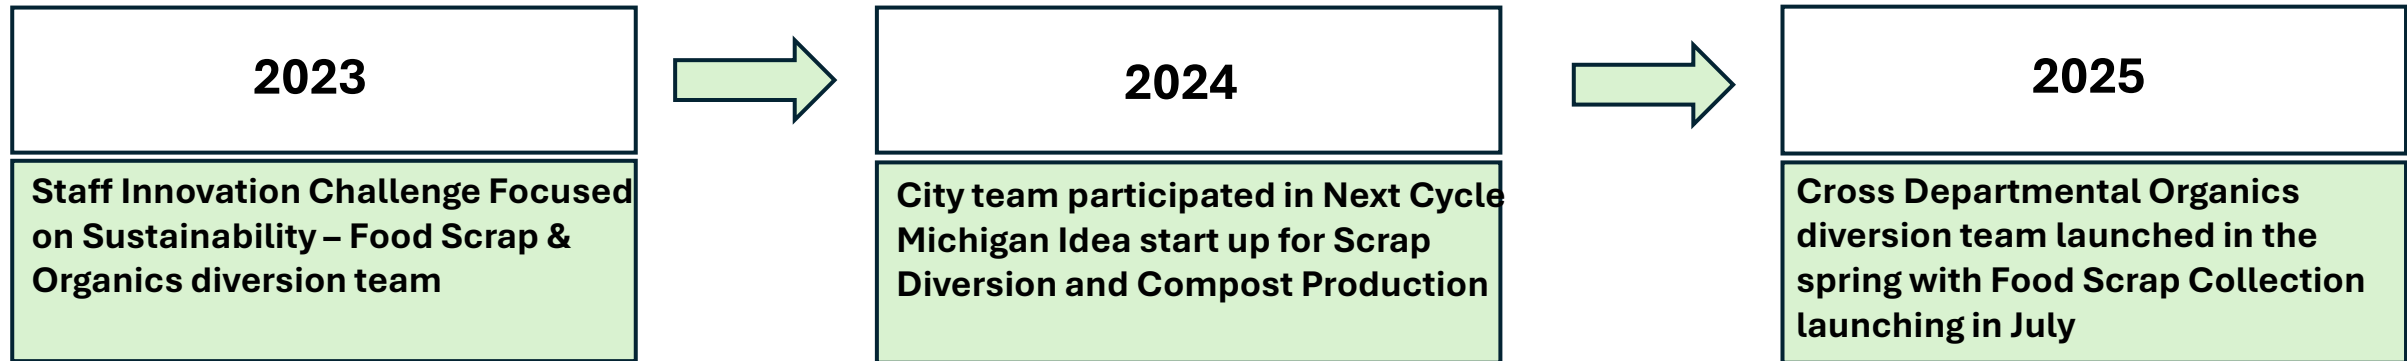 2023
Staff Innovation Challenge Focused
on Sustainability – Food Scrap &
Organics diversion team
2024
City team participated in Next Cycle
Michigan Idea start up for Scrap
Diversion and Compost Production
2025
Cross Departmental Organics
diversion team launched in the
spring with Food Scrap Collection
launching in July